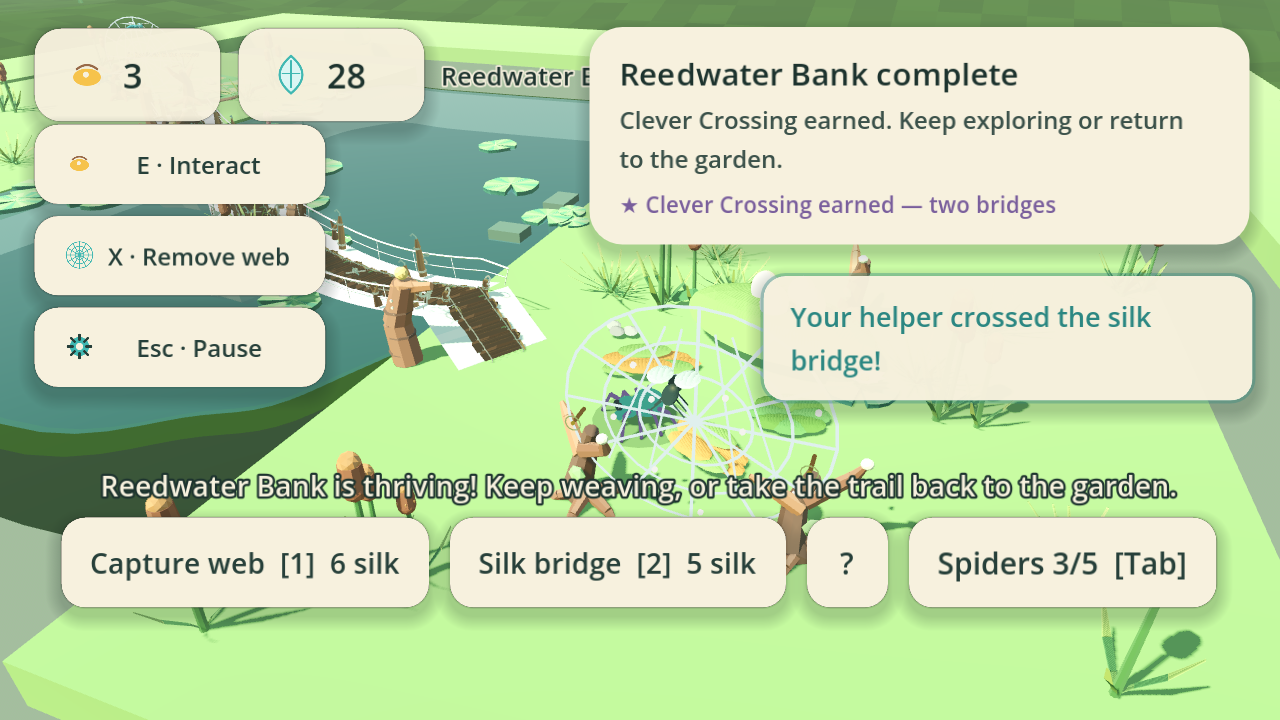 3
28
Reedwater B
Reedwater Bank complete
Clever Crossing earned. Keep exploring or return
to the garden.
★ Clever Crossing earned — two bridges
E · Interact
X · Remove web
Esc · Pause
Your helper crossed the silk
bridge!
Reedwater Bank is thriving! Keep weaving, or take the trail back to the garden.
Capture web [1] 6 silk
Silk bridge [2] 5 silk
?
Spiders 3/5 [Tab]